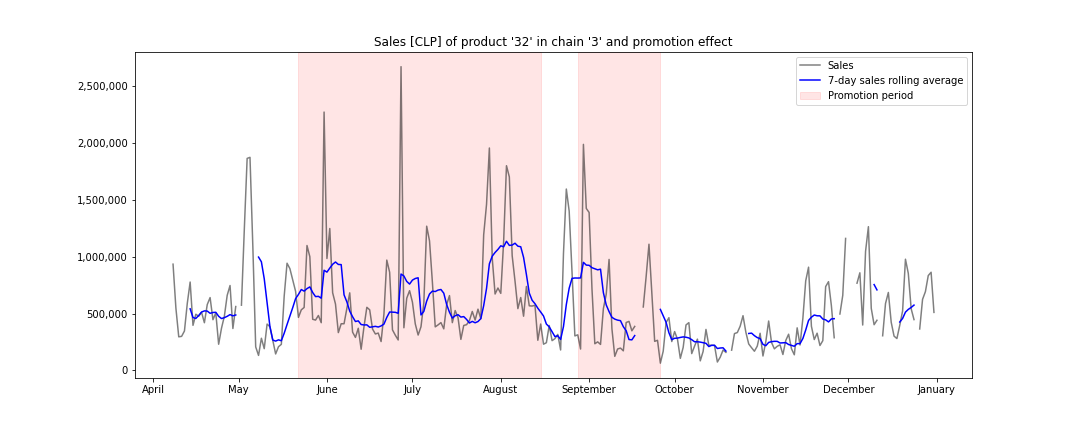 Sales [CLP] of product '32' in chain '3' and promotion effect
Sales
7-day sales rolling average
Promotion period
2,500,000
2,000,000
1,500,000
1,000,000
500,000
0
April May June July August September October November December January